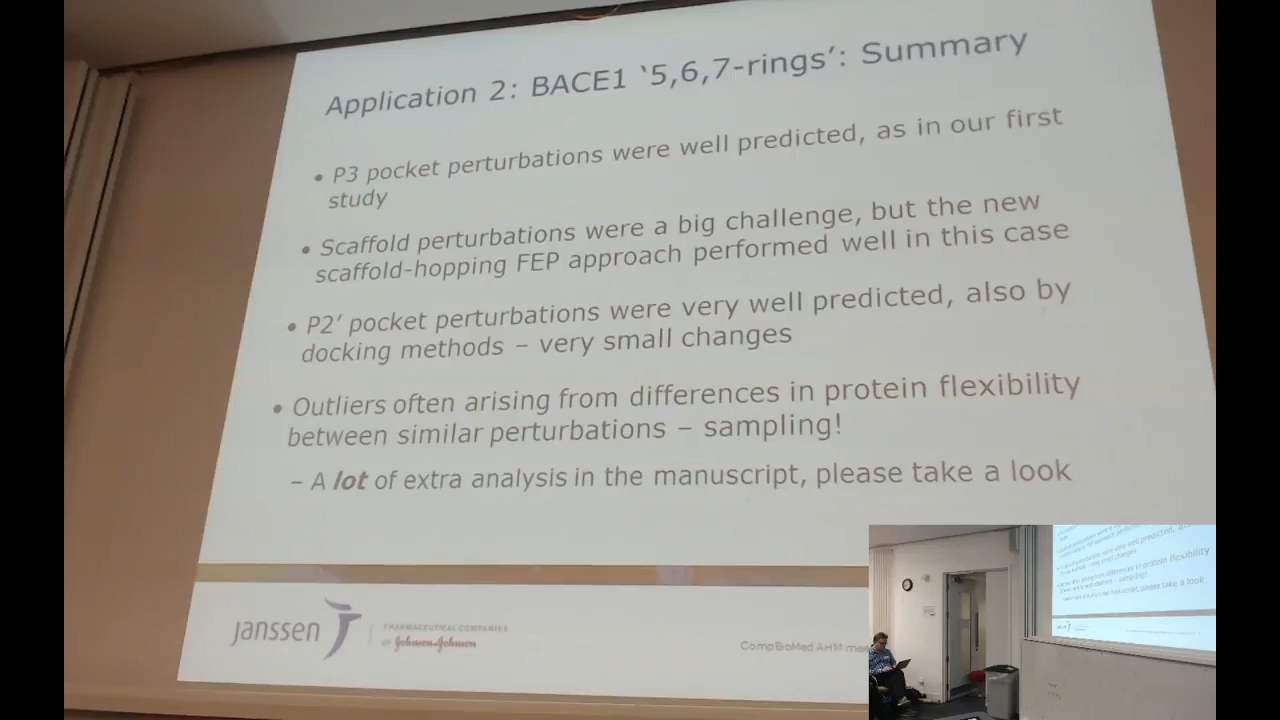 Application 2: BACE1 ‘5,6,7-rings’: Summary
• P3 pocket perturbations were well predicted, as in our first
study
• Scaffold perturbations were a big challenge, but the new
scaffold-hopping FEP approach performed well in this case
• P2’ pocket perturbations were very well predicted, also by
docking methods – very small changes
• Outliers often arising from differences in protein flexibility
between similar perturbations – sampling!
– A lot of extra analysis in the manuscript, please take a look
janssen
PHARMACEUTICAL COMPANIES
OF Johnson & Johnson
CompBioMed AHM